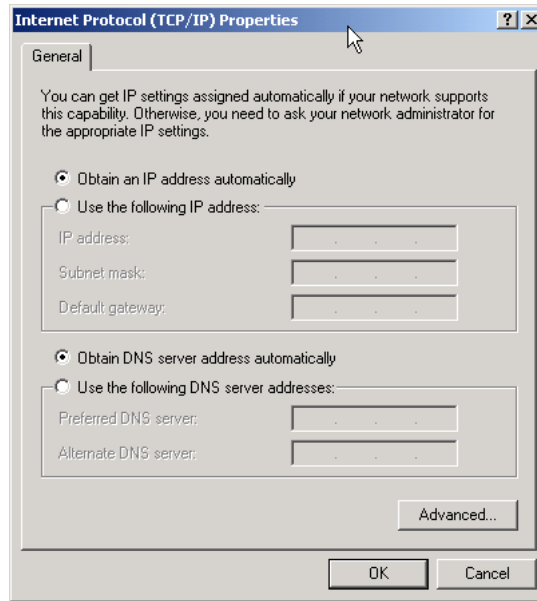 Internet Protocol (TCP/IP) Properties
General
You can get IP settings assigned automatically if your network supports
this capability. Otherwise, you need to ask your network administrator for
the appropriate IP settings.
Obtain an IP address automatically
Use the following IP address:
IP address:
Subnet mask:
Default gateway:
Obtain DNS server address automatically
Use the following DNS server addresses:
Preferred DNS server:
Alternate DNS server:
Advanced...
OK Cancel